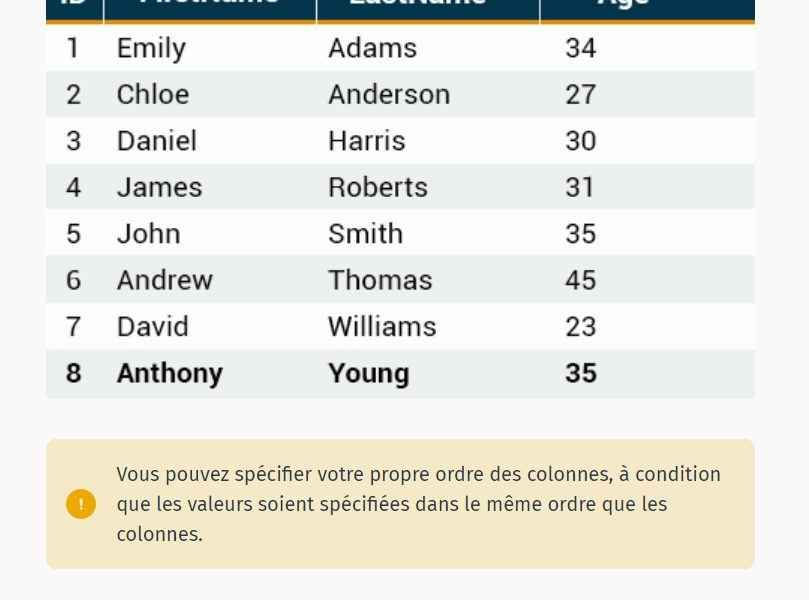 ID FirstName LastName Age
1 Emily Adams 34
2 Chloe Anderson 27
3 Daniel Harris 30
4 James Roberts 31
5 John Smith 35
6 Andrew Thomas 45
7 David Williams 23
8 Anthony Young 35
Vous pouvez spécifier votre propre ordre des colonnes, à condition
que les valeurs soient spécifiées dans le même ordre que les
colonnes.